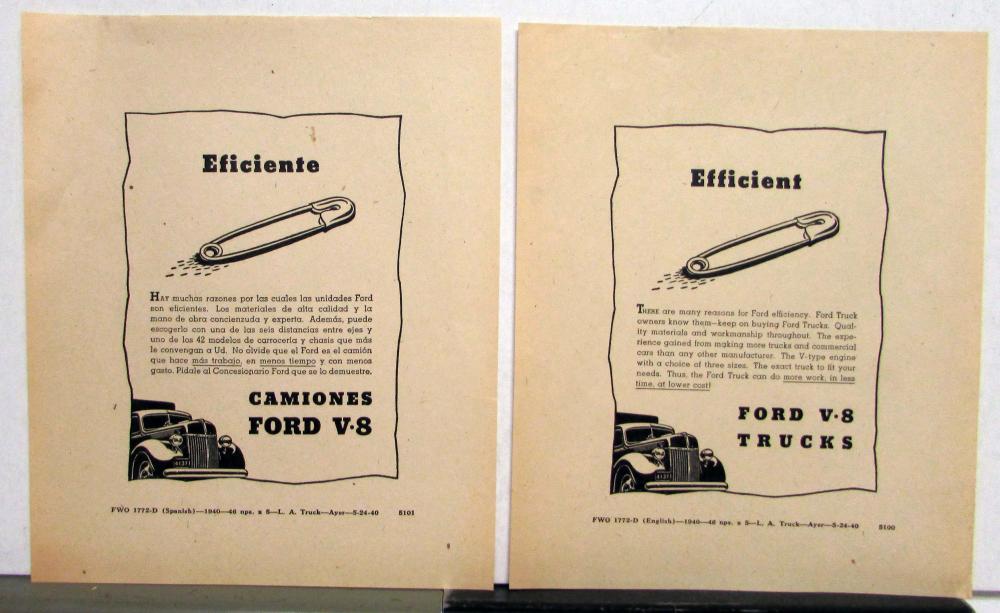 Eficiente
HAY muchas razones por las cuales las unidades Ford
son eficientes. Los materiales de alta calidad y la
mano de obra concienzuda y experta. Además, puede
escogerlo con una de las seis distancias entre ejes y
uno de los 42 modelos de carrocería y chasis que más
le convengan a Ud. No olvide que el Ford es el camión
que hace más trabajo, en menos tiempo y con menos
gasto. Pídale al Concesionario Ford que se lo demuestre.
CAMIONES
FORD V·8
FWO 1772-D (Spanish)—1940—46 nps. x 5—L. A. Truck—Ayer—5-24-40 5101
Efficient
THERE are many reasons for Ford efficiency. Ford Truck
owners know them—keep on buying Ford Trucks. Qual-
ity materials and workmanship throughout. The expe-
rience gained from making more trucks and commercial
cars than any other manufacturer. The V-type engine
with a choice of three sizes. The exact truck to fit your
needs. Thus, the Ford Truck can do more work, in less
time, at lower cost!
FORD V·8
TRUCKS
FWO 1772-D (English)—1940—46 nps. x 5—L. A. Truck—Ayer—5-24-40 5100